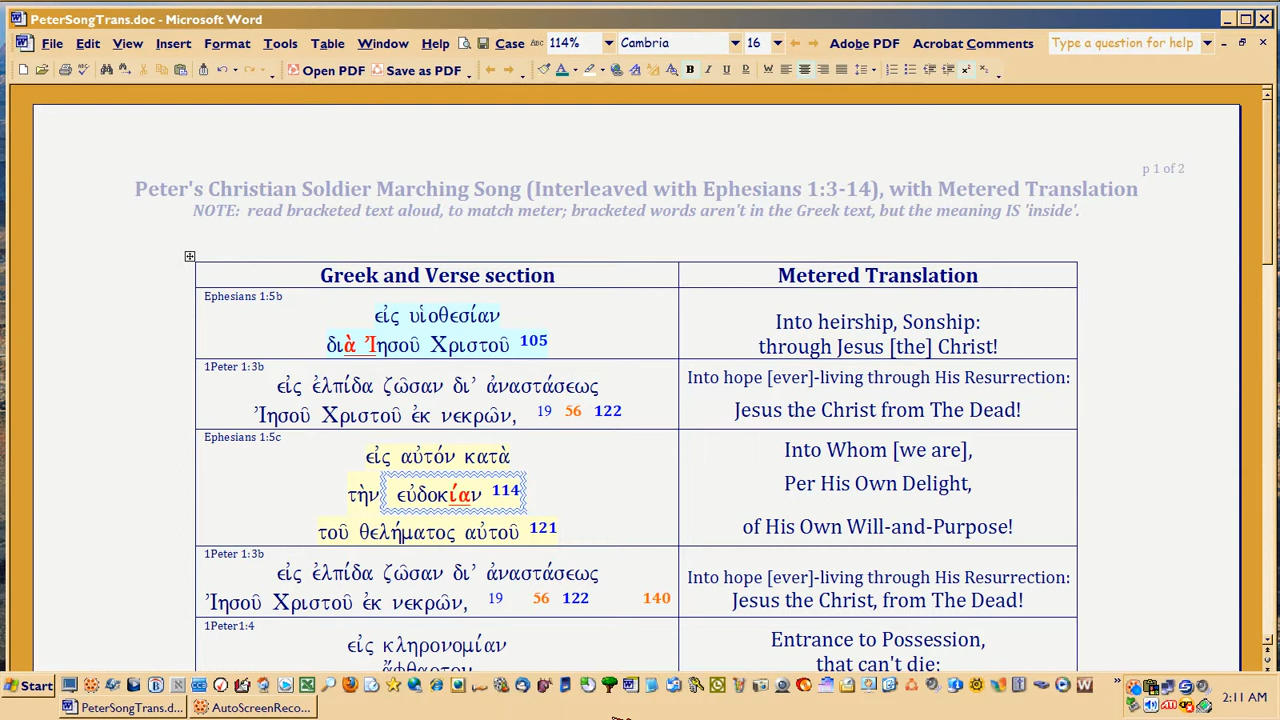 PeterSongTrans.doc - Microsoft Word
File Edit View Insert Format Tools Table Window Help Case 114% Cambria 16 Adobe PDF Acrobat Comments Type a question for help
Open PDF Save as PDF
p 1 of 2
Peter's Christian Soldier Marching Song (Interleaved with Ephesians 1:3-14), with Metered Translation
NOTE: read bracketed text aloud, to match meter; bracketed words aren't in the Greek text, but the meaning IS 'inside'.
Greek and Verse section
Metered Translation
Ephesians 1:5b
εἰς υἱοθεσίαν
διὰ Ἰησοῦ Χριστοῦ 105
Into heirship, Sonship:
through Jesus [the] Christ!
1Peter 1:3b
εἰς ἐλπίδα ζῶσαν δι’ ἀναστάσεως
Ἰησοῦ Χριστοῦ ἐκ νεκρῶν, 19 56 122
Into hope [ever]-living through His Resurrection:
Jesus the Christ from The Dead!
Ephesians 1:5c
εἰς αὐτόν κατὰ
τὴν εὐδοκίαν 114
τοῦ θελήματος αὐτοῦ 121
Into Whom [we are],
Per His Own Delight,
of His Own Will-and-Purpose!
1Peter 1:3b
εἰς ἐλπίδα ζῶσαν δι’ ἀναστάσεως
Ἰησοῦ Χριστοῦ ἐκ νεκρῶν, 19 56 122 140
Into hope [ever]-living through His Resurrection:
Jesus the Christ, from The Dead!
1Peter1:4
εἰς κληρονομίαν
ἄφθαρτον
Entrance to Possession,
that can't die:
Start
2:11 AM
PeterSongTrans.d...
AutoScreenReco...